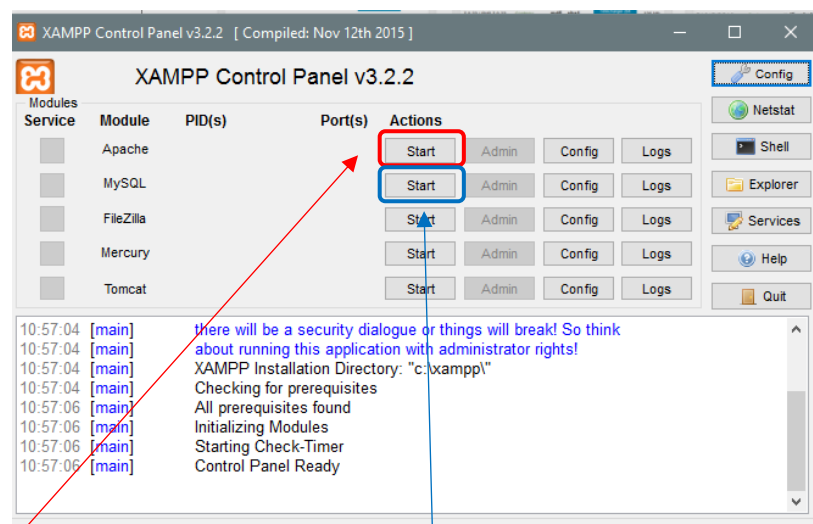 XAMPP Control Panel v3.2.2 [ Compiled: Nov 12th 2015 ]
XAMPP Control Panel v3.2.2
Config
Modules
Service Module PID(s) Port(s) Actions
Netstat
Apache Start Admin Config Logs
Shell
MySQL Start Admin Config Logs
Explorer
FileZilla Start Admin Config Logs
Services
Mercury Start Admin Config Logs
Help
Tomcat Start Admin Config Logs
Quit
10:57:04 [main] there will be a security dialogue or things will break! So think
10:57:04 [main] about running this application with administrator rights!
10:57:04 [main] XAMPP Installation Directory: "c:\xampp\"
10:57:04 [main] Checking for prerequisites
10:57:06 [main] All prerequisites found
10:57:06 [main] Initializing Modules
10:57:06 [main] Starting Check-Timer
10:57:06 [main] Control Panel Ready